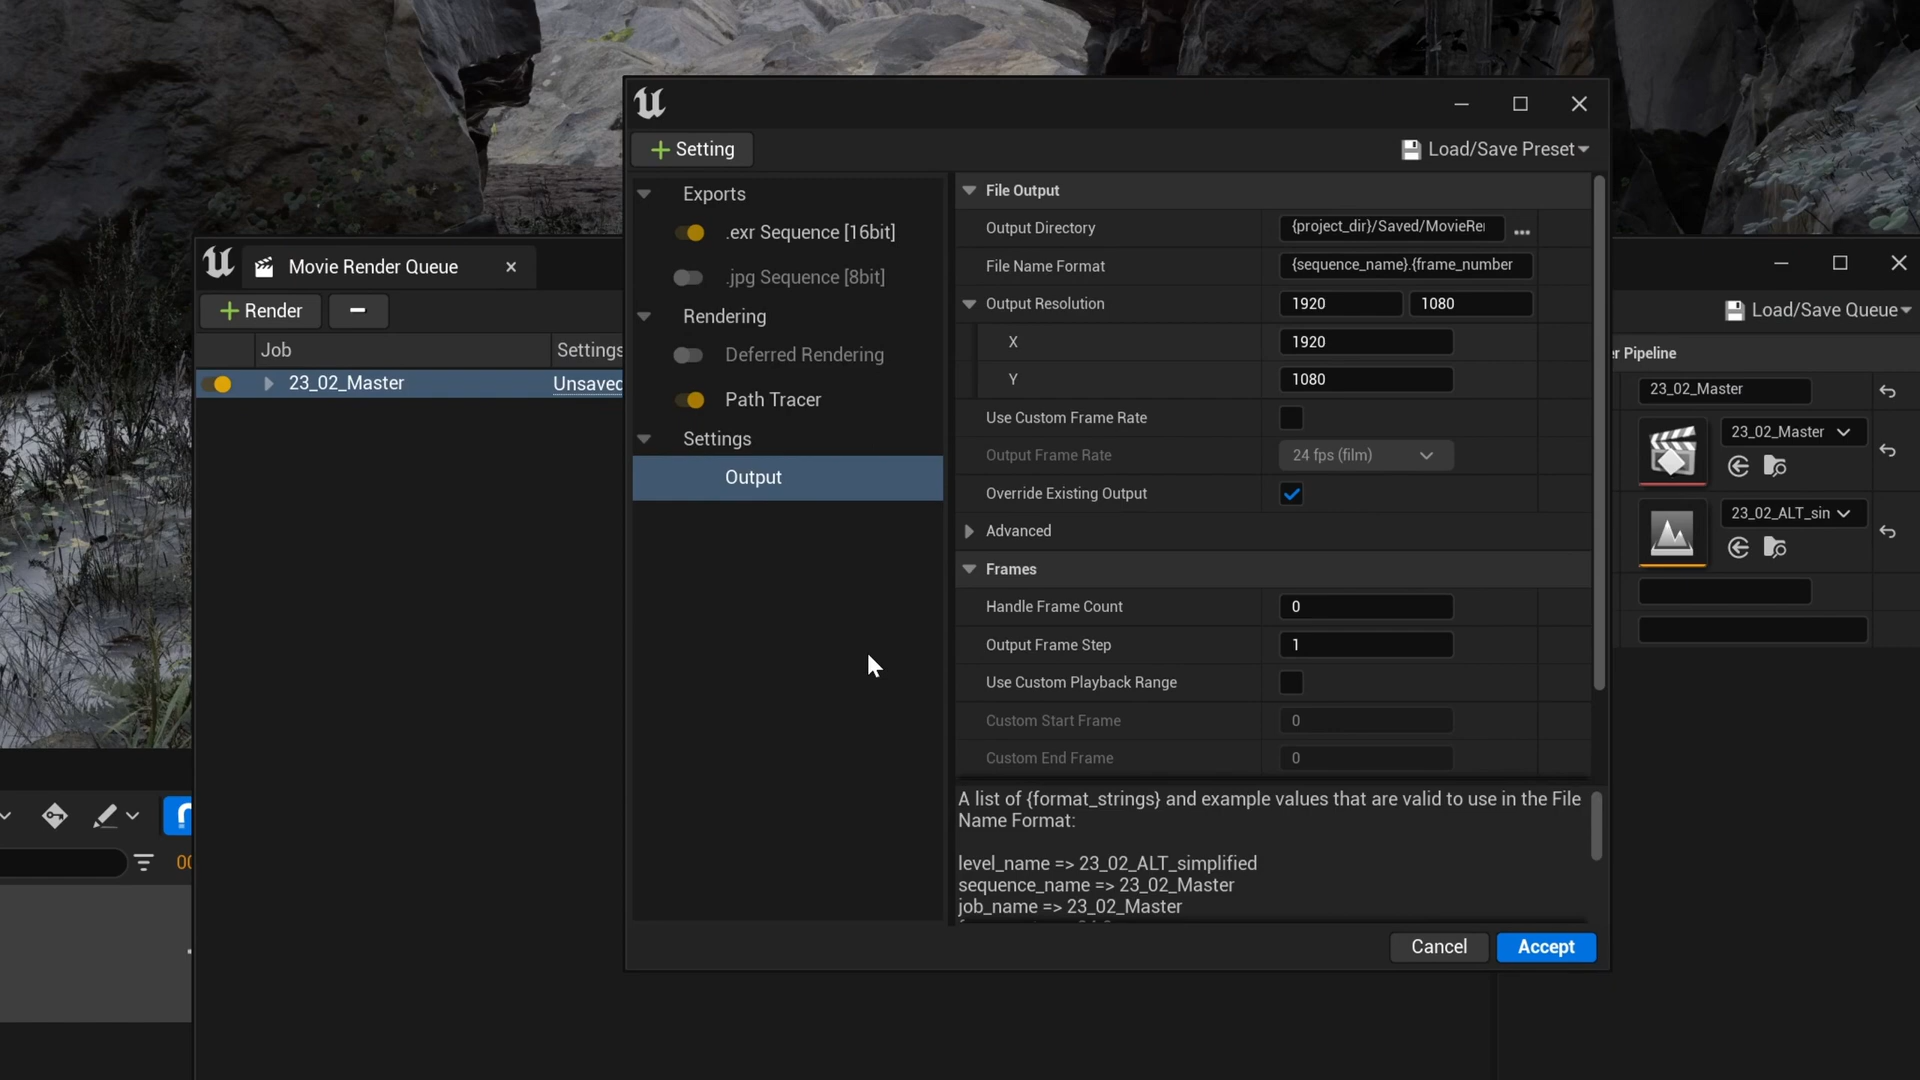 Setting
Load/Save Preset
Exports
.exr Sequence [16bit]
.jpg Sequence [8bit]
Rendering
Deferred Rendering
Path Tracer
Settings
Output
File Output
Output Directory
{project_dir}/Saved/MovieRe
File Name Format
{sequence_name}.{frame_number
Output Resolution
1920
1080
X
1920
Y
1080
Use Custom Frame Rate
Output Frame Rate
24 fps (film)
Override Existing Output
Advanced
Frames
Handle Frame Count
0
Output Frame Step
1
Use Custom Playback Range
Custom Start Frame
0
Custom End Frame
0
A list of {format_strings} and example values that are valid to use in the File
Name Format:
level_name => 23_02_ALT_simplified
sequence_name => 23_02_Master
job_name => 23_02_Master
Cancel
Accept
Movie Render Queue
Render
Job
Settings
23_02_Master
Unsaved
Load/Save Queue
r Pipeline
23_02_Master
23_02_Master
23_02_ALT_sin
00